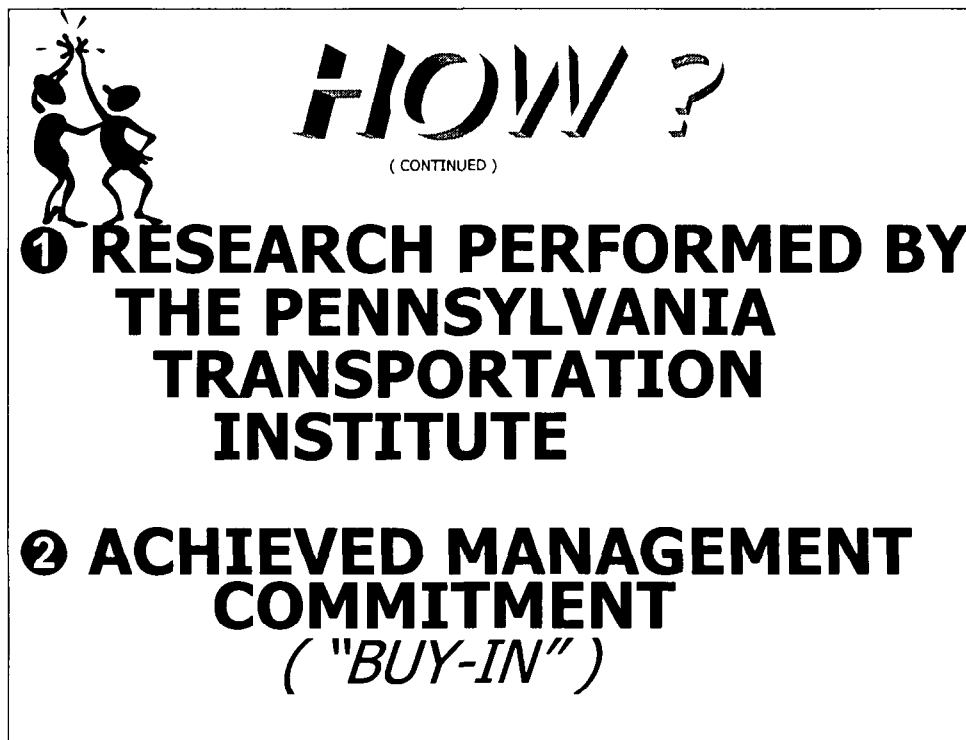 HOW ?
( CONTINUED )
❶ RESEARCH PERFORMED BY
THE PENNSYLVANIA
TRANSPORTATION
INSTITUTE
❷ ACHIEVED MANAGEMENT
COMMITMENT
( "BUY-IN" )